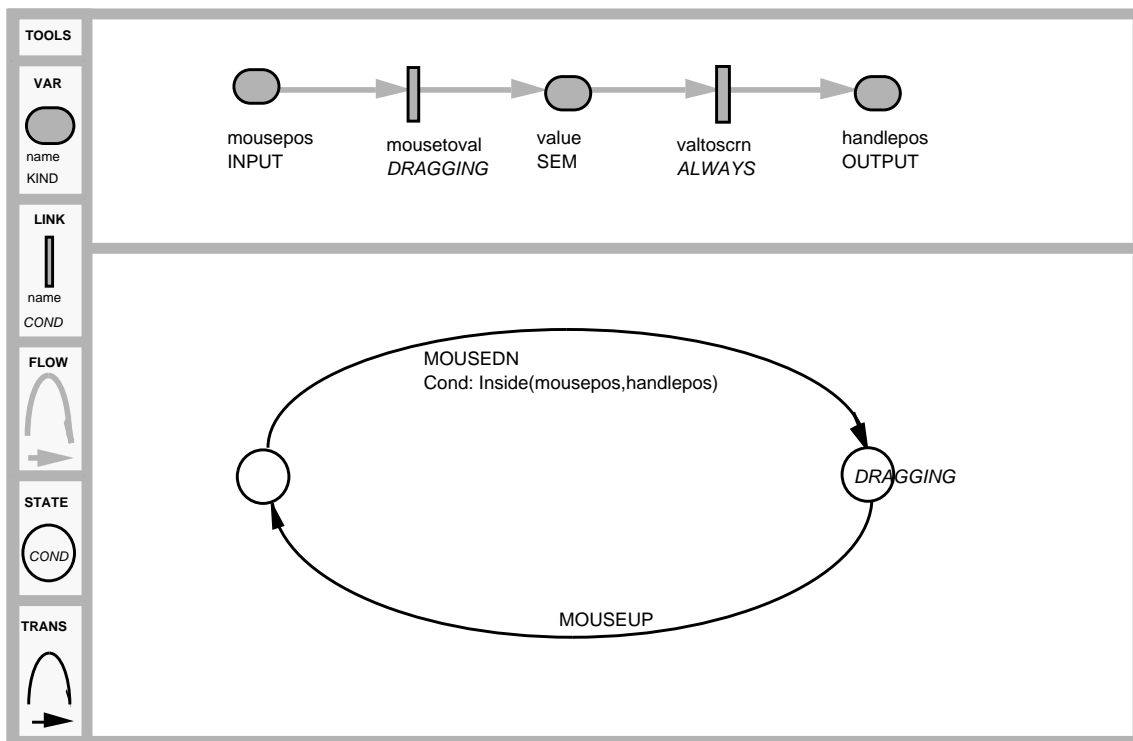 TOOLS
VAR
name
KIND
LINK
name
COND
FLOW
STATE
COND
TRANS
mousepos
INPUT
mousetoval
DRAGGING
value
SEM
valtoscrn
ALWAYS
handlepos
OUTPUT
MOUSEDN
Cond: Inside(mousepos,handlepos)
DRAGGING
MOUSEUP